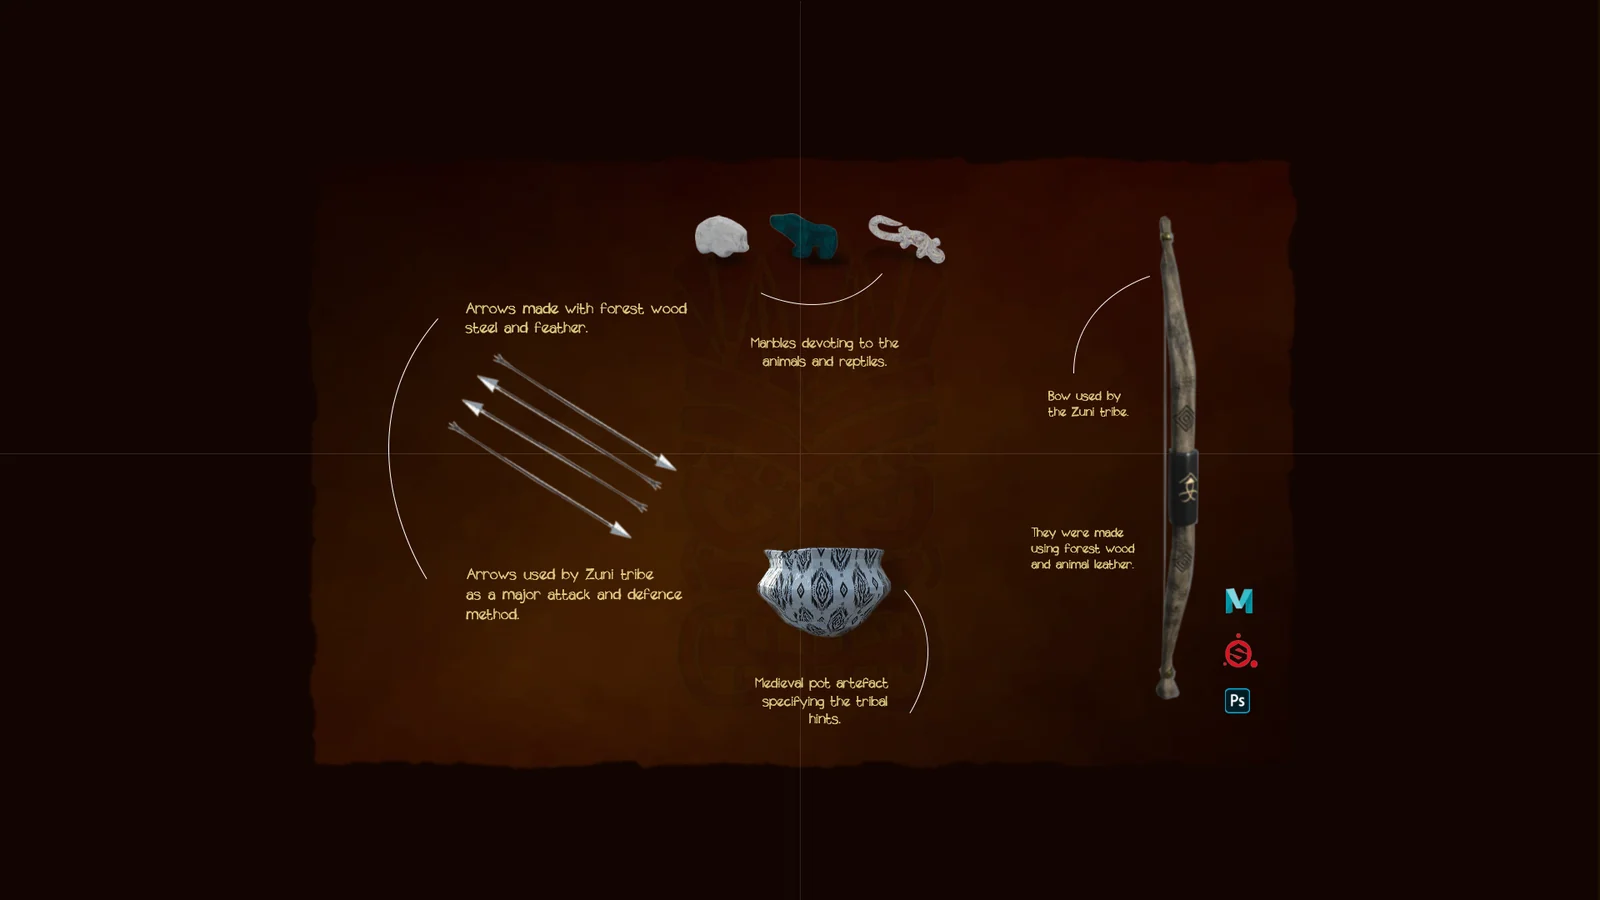 Arrows made with forest wood
steel and feather.
Arrows used by Zuni tribe
as a major attack and defence
method.
Marbles devoting to the
animals and reptiles.
Medieval pot artefact
specifying the tribal
hints.
Bow used by
the Zuni tribe.
They were made
using forest wood
and animal leather.
M
S
Ps